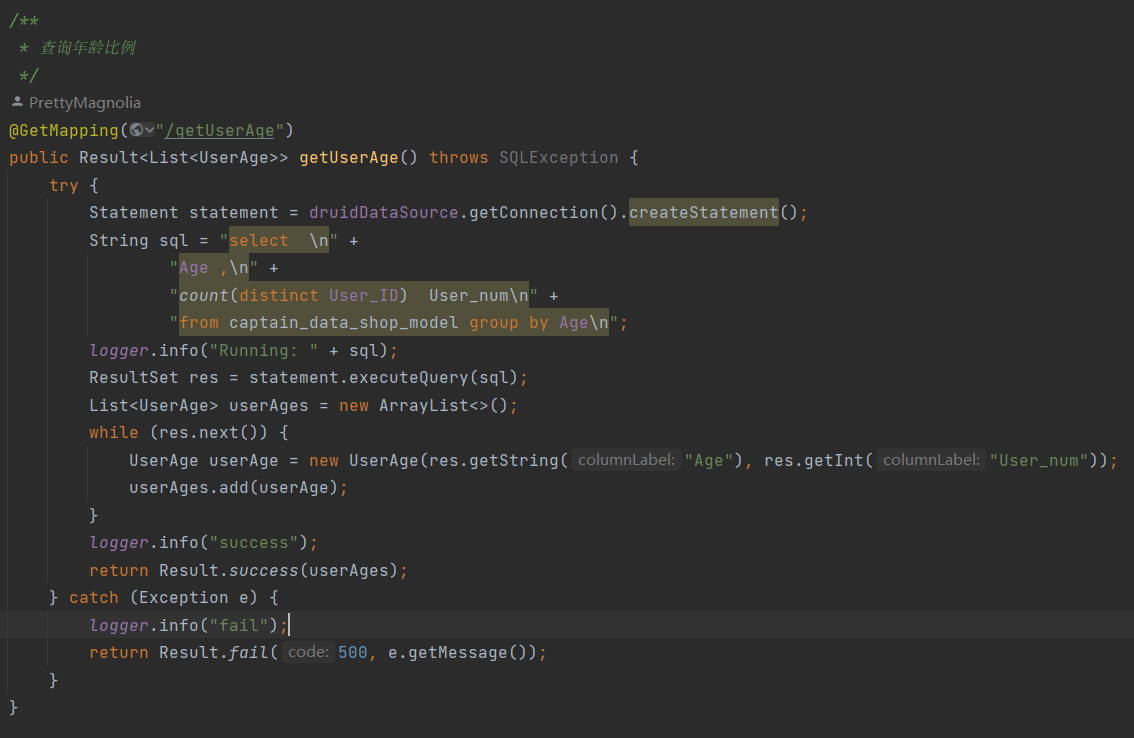 /**
 * 查询年龄比例
 */
PrettyMagnolia
@GetMapping("/getUserAge")
public Result<List<UserAge>> getUserAge() throws SQLException {
    try {
        Statement statement = druidDataSource.getConnection().createStatement();
        String sql = "select  \n" +
                "Age ,\n" +
                "count(distinct User_ID)  User_num\n" +
                "from captain_data_shop_model group by Age\n";
        logger.info("Running: " + sql);
        ResultSet res = statement.executeQuery(sql);
        List<UserAge> userAges = new ArrayList<>();
        while (res.next()) {
            UserAge userAge = new UserAge(res.getString( columnLabel: "Age"), res.getInt( columnLabel: "User_num"));
            userAges.add(userAge);
        }
        logger.info("success");
        return Result.success(userAges);
    } catch (Exception e) {
        logger.info("fail");
        return Result.fail( code: 500, e.getMessage());
    }
}